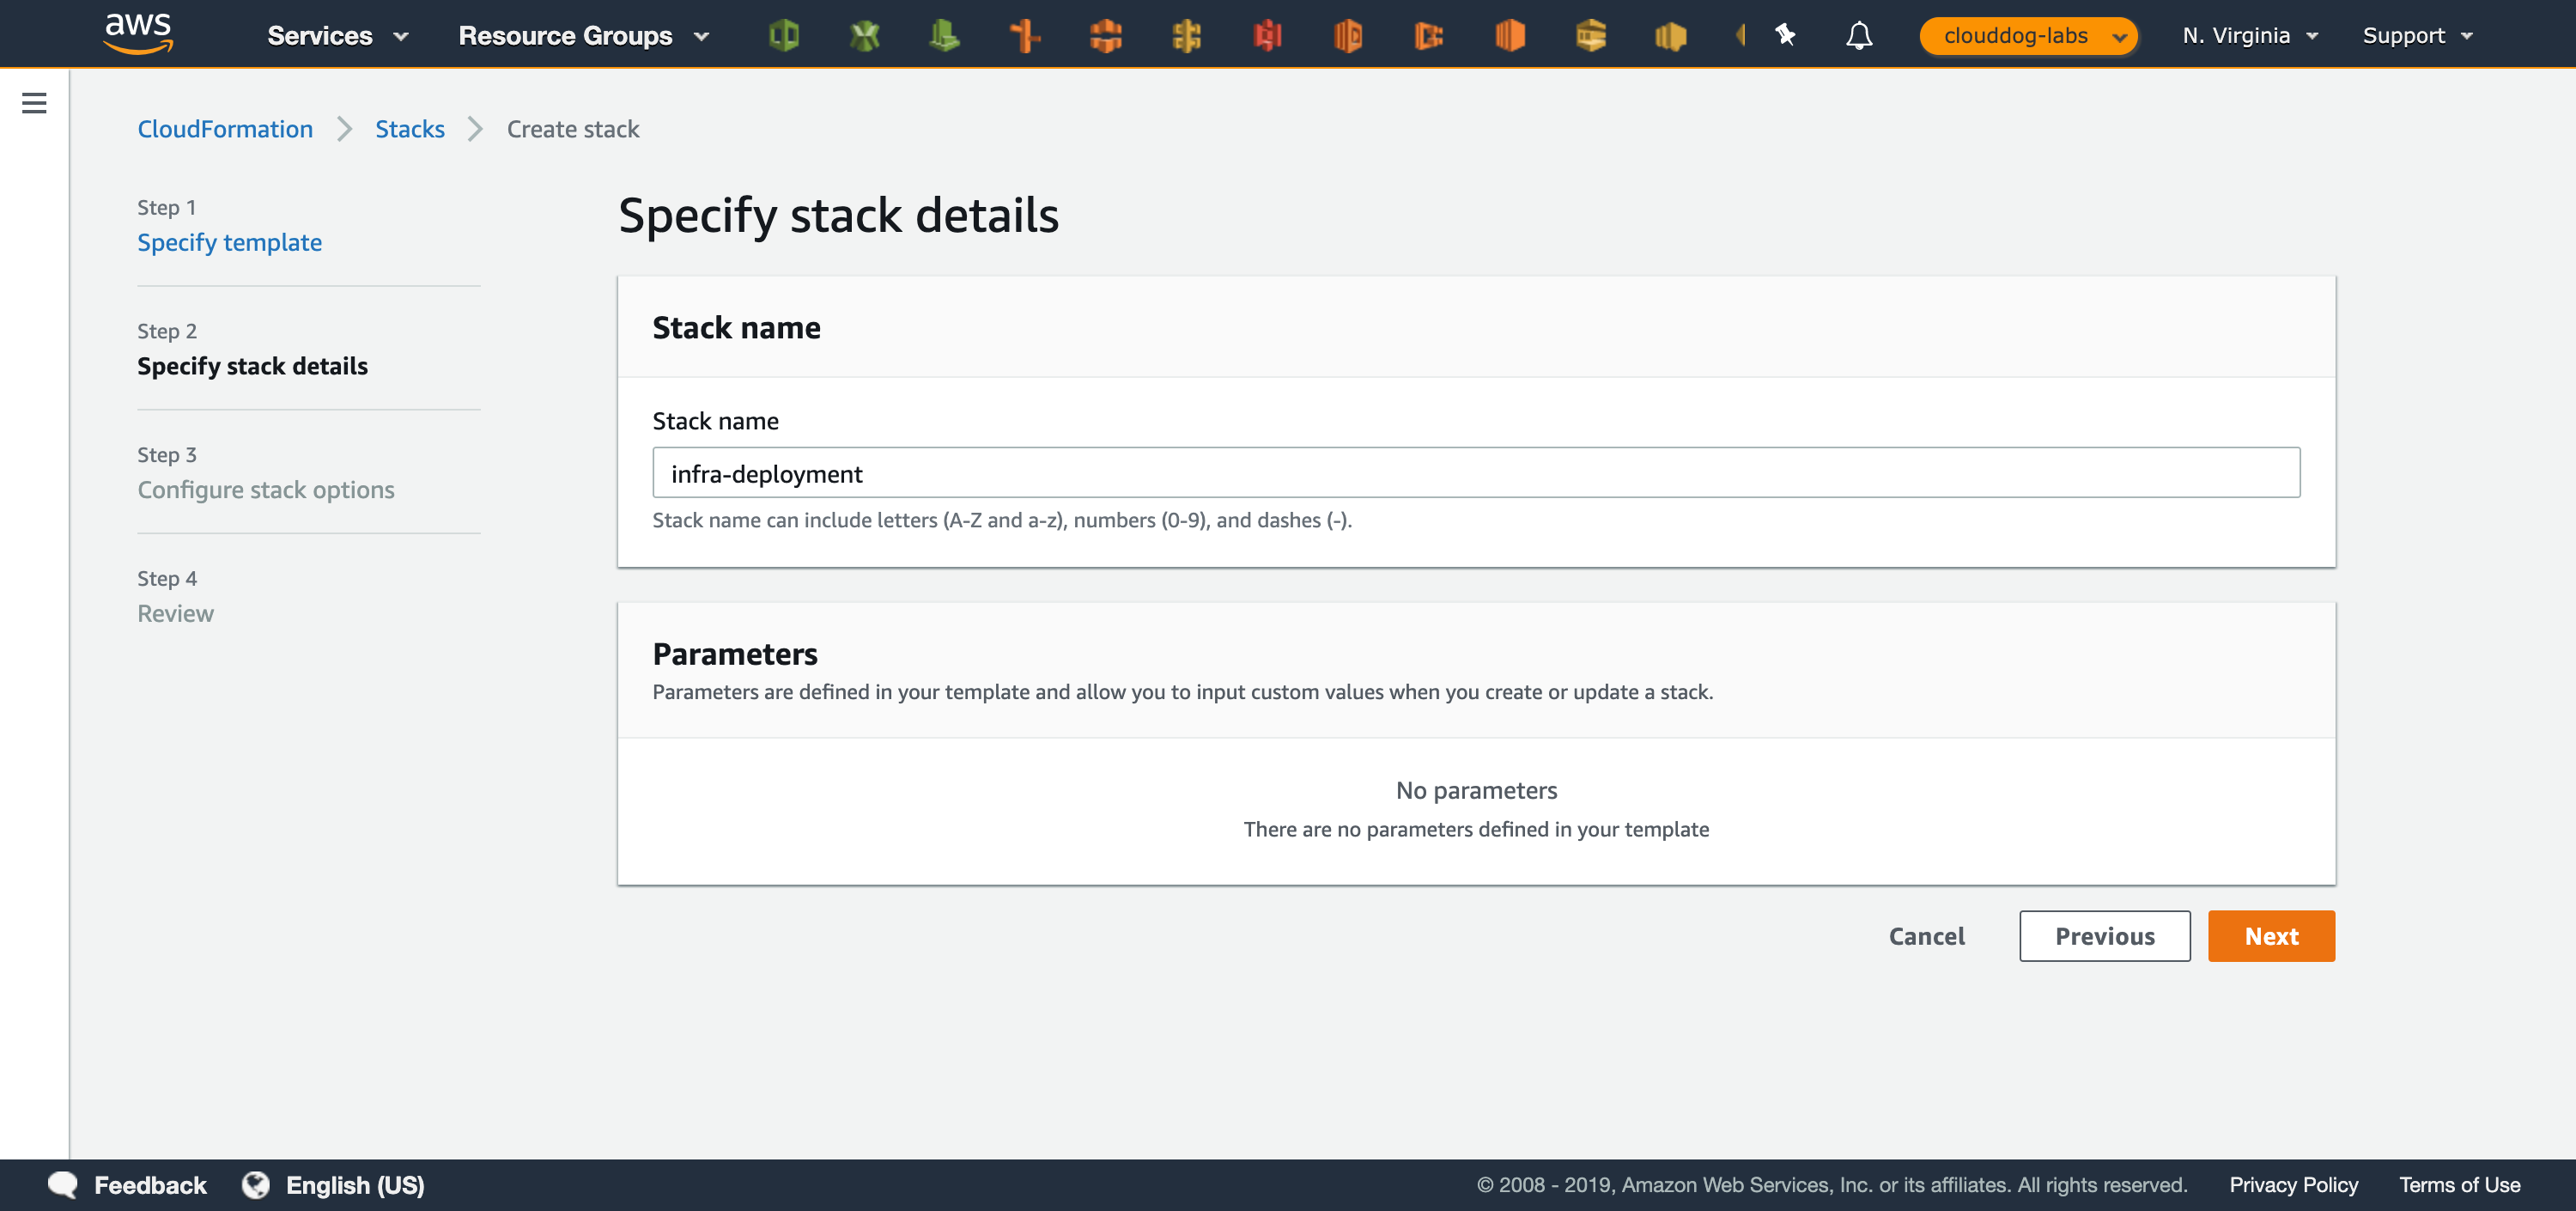 aws Services Resource Groups clouddog-labs N. Virginia Support
CloudFormation Stacks Create stack
Step 1
Specify template
Step 2
Specify stack details
Step 3
Configure stack options
Step 4
Review
Specify stack details
Stack name
Stack name
infra-deployment
Stack name can include letters (A-Z and a-z), numbers (0-9), and dashes (-).
Parameters
Parameters are defined in your template and allow you to input custom values when you create or update a stack.
No parameters
There are no parameters defined in your template
Cancel Previous Next
Feedback English (US) © 2008 - 2019, Amazon Web Services, Inc. or its affiliates. All rights reserved. Privacy Policy Terms of Use